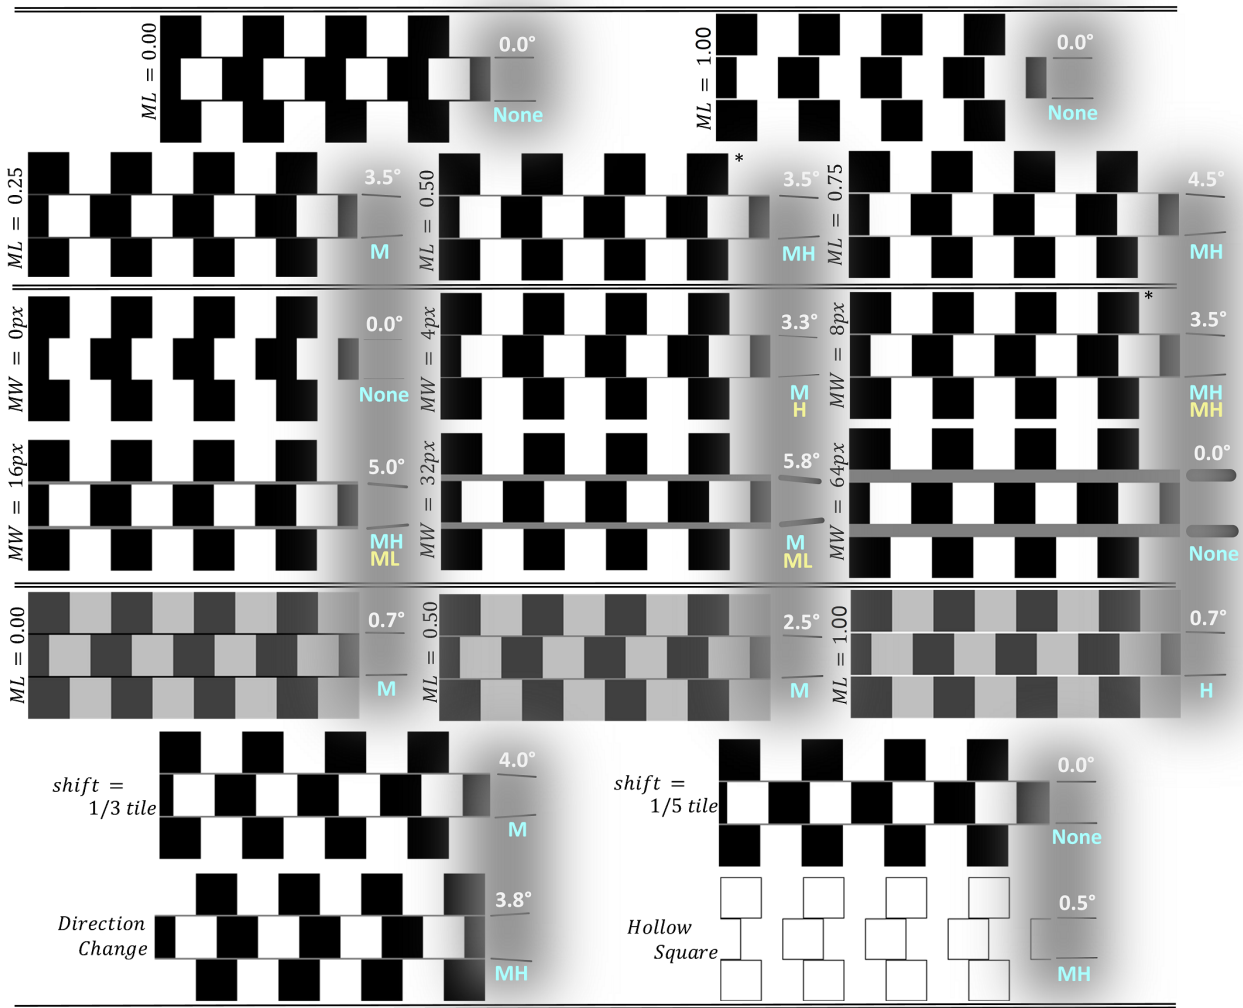 ML = 0.00
0.0°
None
ML = 1.00
0.0°
None
ML = 0.25
3.5°
M
ML = 0.50
*
3.5°
MH
ML = 0.75
4.5°
MH
MW = 0px
0.0°
None
MW = 4px
3.3°
M
H
MW = 8px
*
3.5°
MH
MH
MW = 16px
5.0°
MH
ML
MW = 32px
5.8°
M
ML
MW = 64px
0.0°
None
ML = 0.00
0.7°
M
ML = 0.50
2.5°
M
ML = 1.00
0.7°
H
shift =
1/3 tile
4.0°
M
shift =
1/5 tile
0.0°
None
Direction
Change
3.8°
MH
Hollow
Square
0.5°
MH